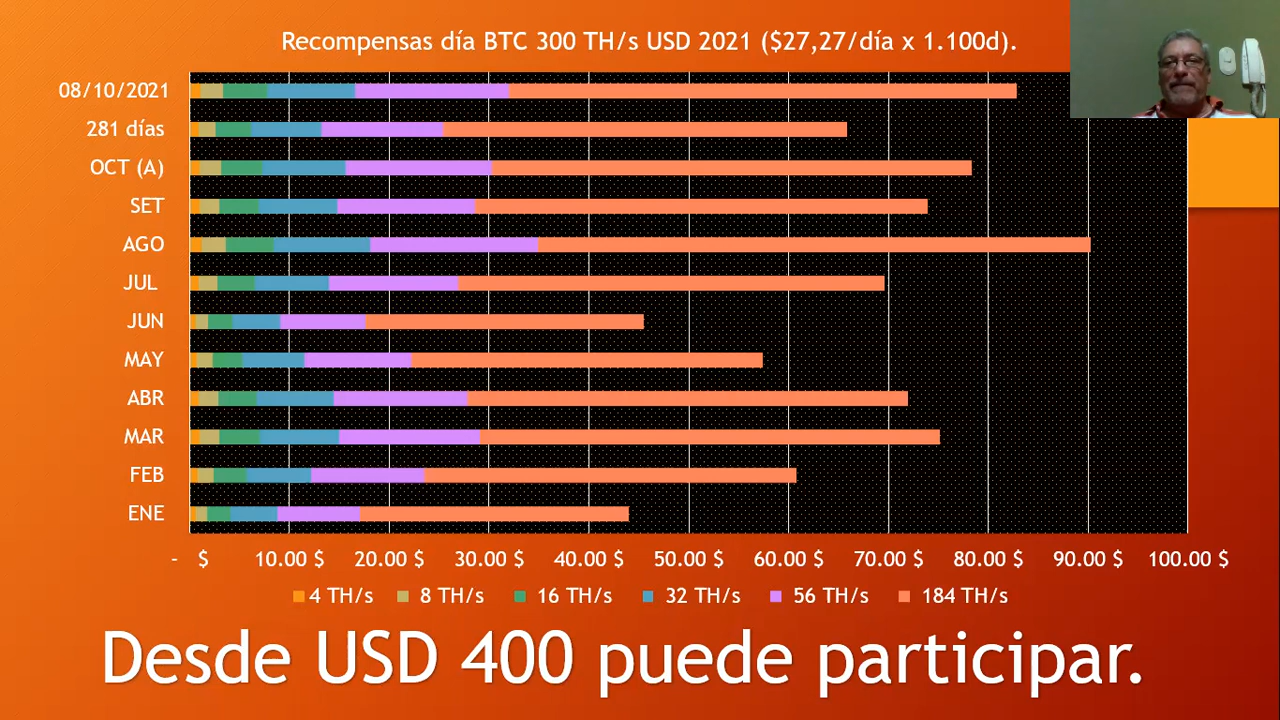 Recompensas día BTC 300 TH/s USD 2021 ($27,27/día x 1.100d).
08/10/2021
281 días
OCT (A)
SET
AGO
JUL
JUN
MAY
ABR
MAR
FEB
ENE
- $ 10.00 $ 20.00 $ 30.00 $ 40.00 $ 50.00 $ 60.00 $ 70.00 $ 80.00 $ 90.00 $ 100.00 $
4 TH/s 8 TH/s 16 TH/s 32 TH/s 56 TH/s 184 TH/s
Desde USD 400 puede participar.